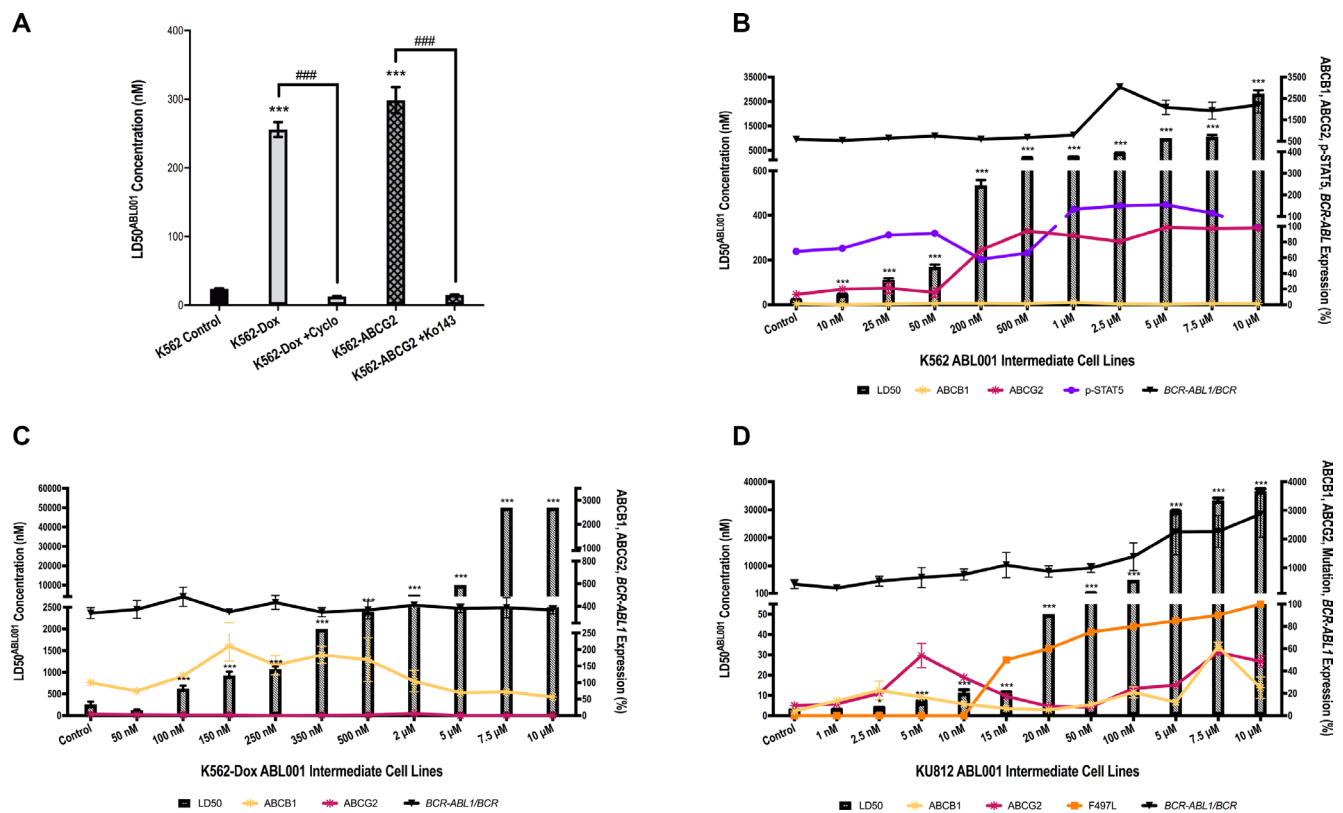 A
LD50ABL001 Concentration (nM)
400
300
200
100
0
***
###
***
###
K562 Control
K562-Dox
K562-Dox +Cyclo
K562-ABCG2
K562-ABCG2 +Ko143
B
LD50ABL001 Concentration (nM)
35000
25000
15000
5000
600
400
200
0
*** *** *** *** *** *** *** *** *** ***
3500
2500
1500
500
400
300
200
100
100
80
60
40
20
0
ABCB1, ABCG2, p-STAT5, BCR-ABL Expression (%)
Control 10 nM 25 nM 50 nM 200 nM 500 nM 1 µM 2.5 µM 5 µM 7.5 µM 10 µM
K562 ABL001 Intermediate Cell Lines
LD50 ABCB1 ABCG2 p-STAT5 BCR-ABL1/BCR
C
LD50ABL001 Concentration (nM)
60000
50000
40000
30000
20000
10000
2500
2500
2000
1500
1000
500
0
*** *** *** *** *** *** *** *** ***
3000
2000
1000
800
600
400
250
200
150
100
50
0
ABCB1, ABCG2, BCR-ABL1 Expression (%)
Control 50 nM 100 nM 150 nM 250 nM 350 nM 500 nM 2 µM 5 µM 7.5 µM 10 µM
K562-Dox ABL001 Intermediate Cell Lines
LD50 ABCB1 ABCG2 BCR-ABL1/BCR
D
LD50ABL001 Concentration (nM)
40000
30000
20000
10000
100
50
40
30
20
10
0
* *** *** *** *** *** *** *** *** ***
4000
3000
2000
1000
100
100
80
60
40
20
0
ABCB1, ABCG2, Mutation, BCR-ABL1 Expression (%)
Control 1 nM 2.5 nM 5 nM 10 nM 15 nM 20 nM 50 nM 100 nM 5 µM 7.5 µM 10 µM
KU812 ABL001 Intermediate Cell Lines
LD50 ABCB1 ABCG2 F497L BCR-ABL1/BCR